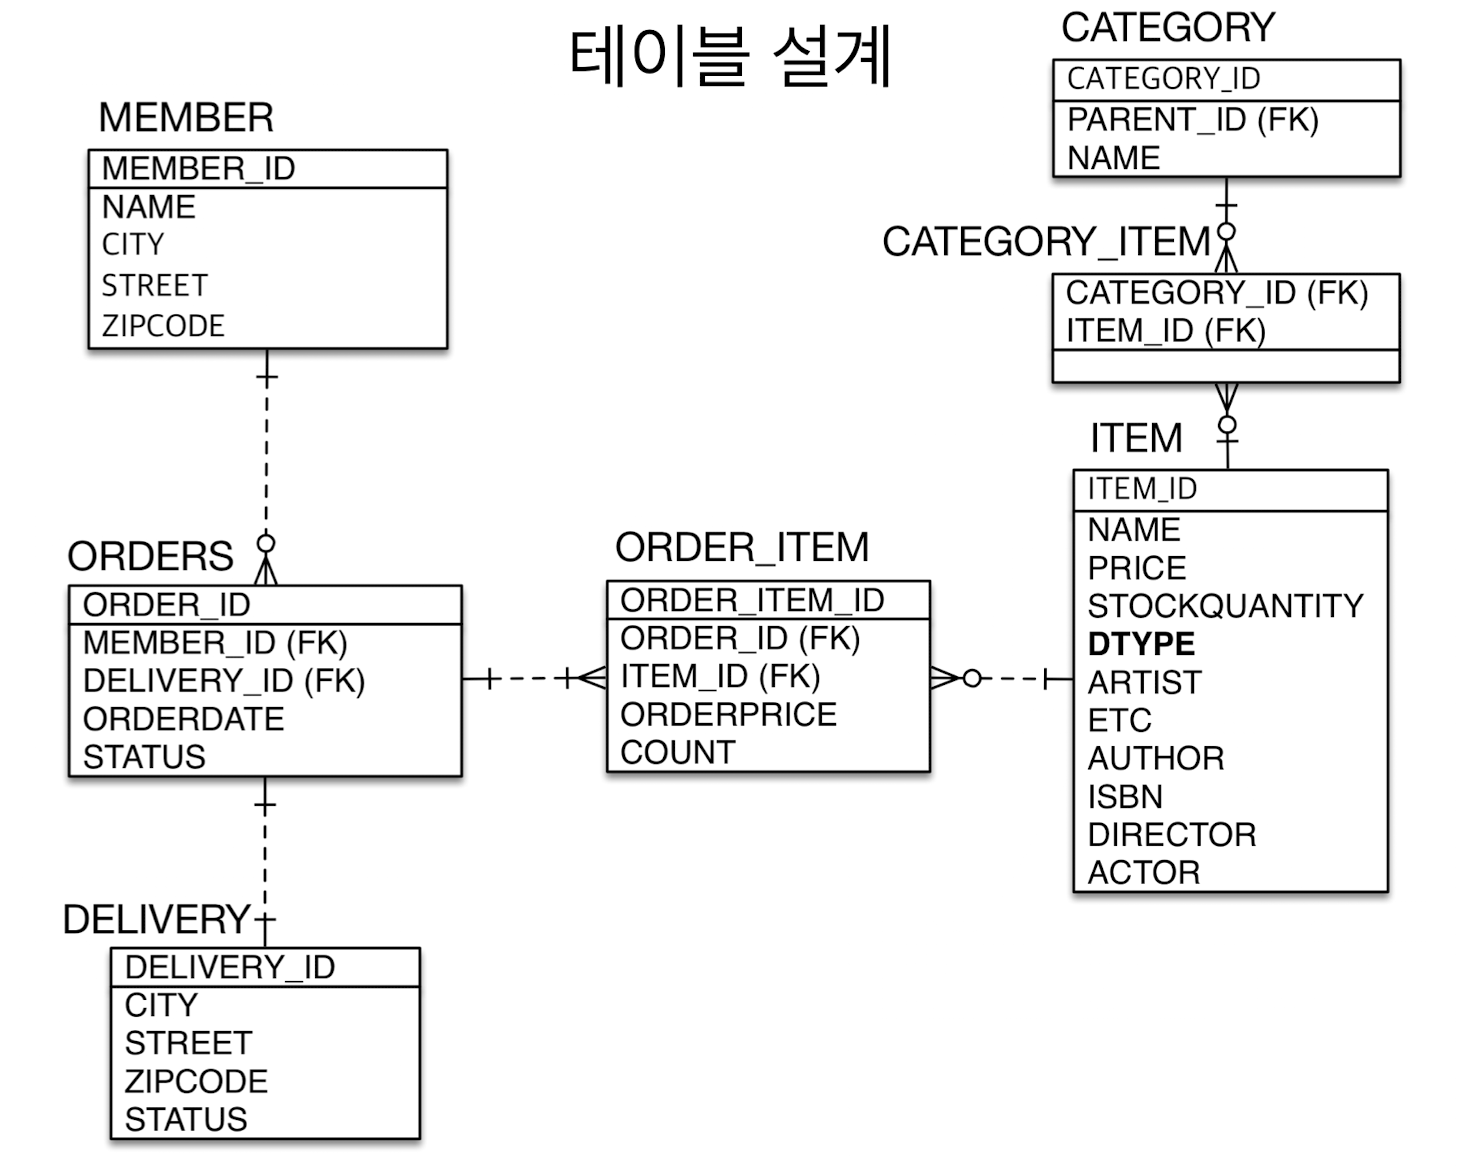 테이블 설계
MEMBER
MEMBER_ID
NAME
CITY
STREET
ZIPCODE
ORDERS
ORDER_ID
MEMBER_ID (FK)
DELIVERY_ID (FK)
ORDERDATE
STATUS
DELIVERY
DELIVERY_ID
CITY
STREET
ZIPCODE
STATUS
ORDER_ITEM
ORDER_ITEM_ID
ORDER_ID (FK)
ITEM_ID (FK)
ORDERPRICE
COUNT
CATEGORY
CATEGORY_ID
PARENT_ID (FK)
NAME
CATEGORY_ITEM
CATEGORY_ID (FK)
ITEM_ID (FK)
ITEM
ITEM_ID
NAME
PRICE
STOCKQUANTITY
DTYPE
ARTIST
ETC
AUTHOR
ISBN
DIRECTOR
ACTOR